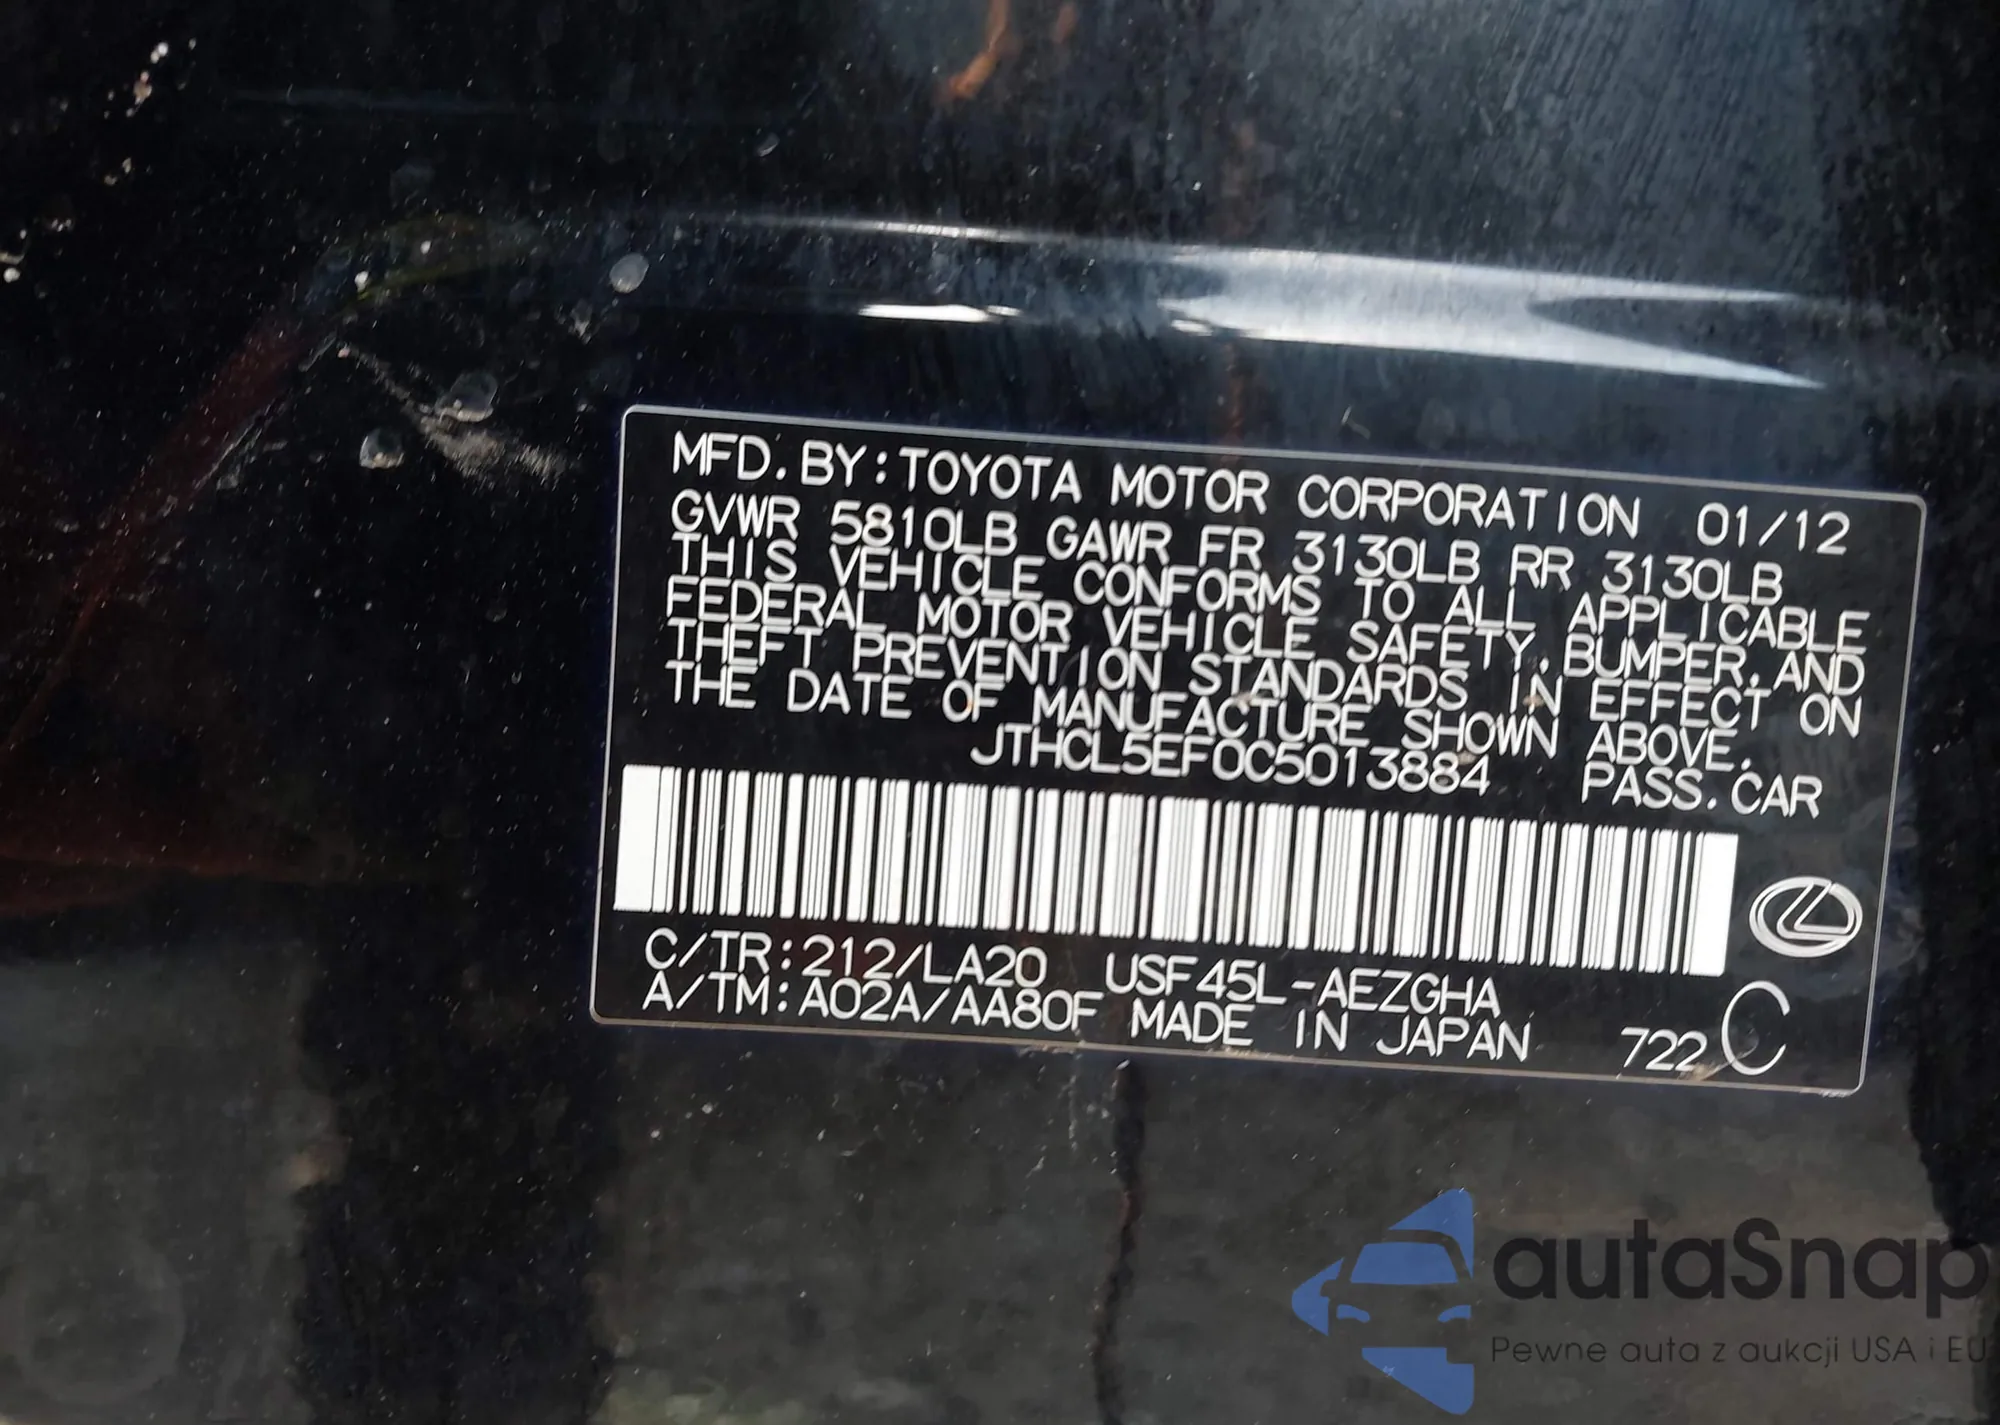 MFD. BY: TOYOTA MOTOR CORPORATION 01/12
GVWR 5810LB GAWR FR 3130LB RR 3130LB
THIS VEHICLE CONFORMS TO ALL APPLICABLE
FEDERAL MOTOR VEHICLE SAFETY, BUMPER, AND
THEFT PREVENTION STANDARDS IN EFFECT ON
THE DATE OF MANUFACTURE SHOWN ABOVE.
JTHCL5EF0C5013884 PASS. CAR
C/TR: 212/LA20 USF45L-AEZGHA
A/TM: A02A/AA80F MADE IN JAPAN 722 C
autaSnap
Pewne auta z aukcji USA i EU